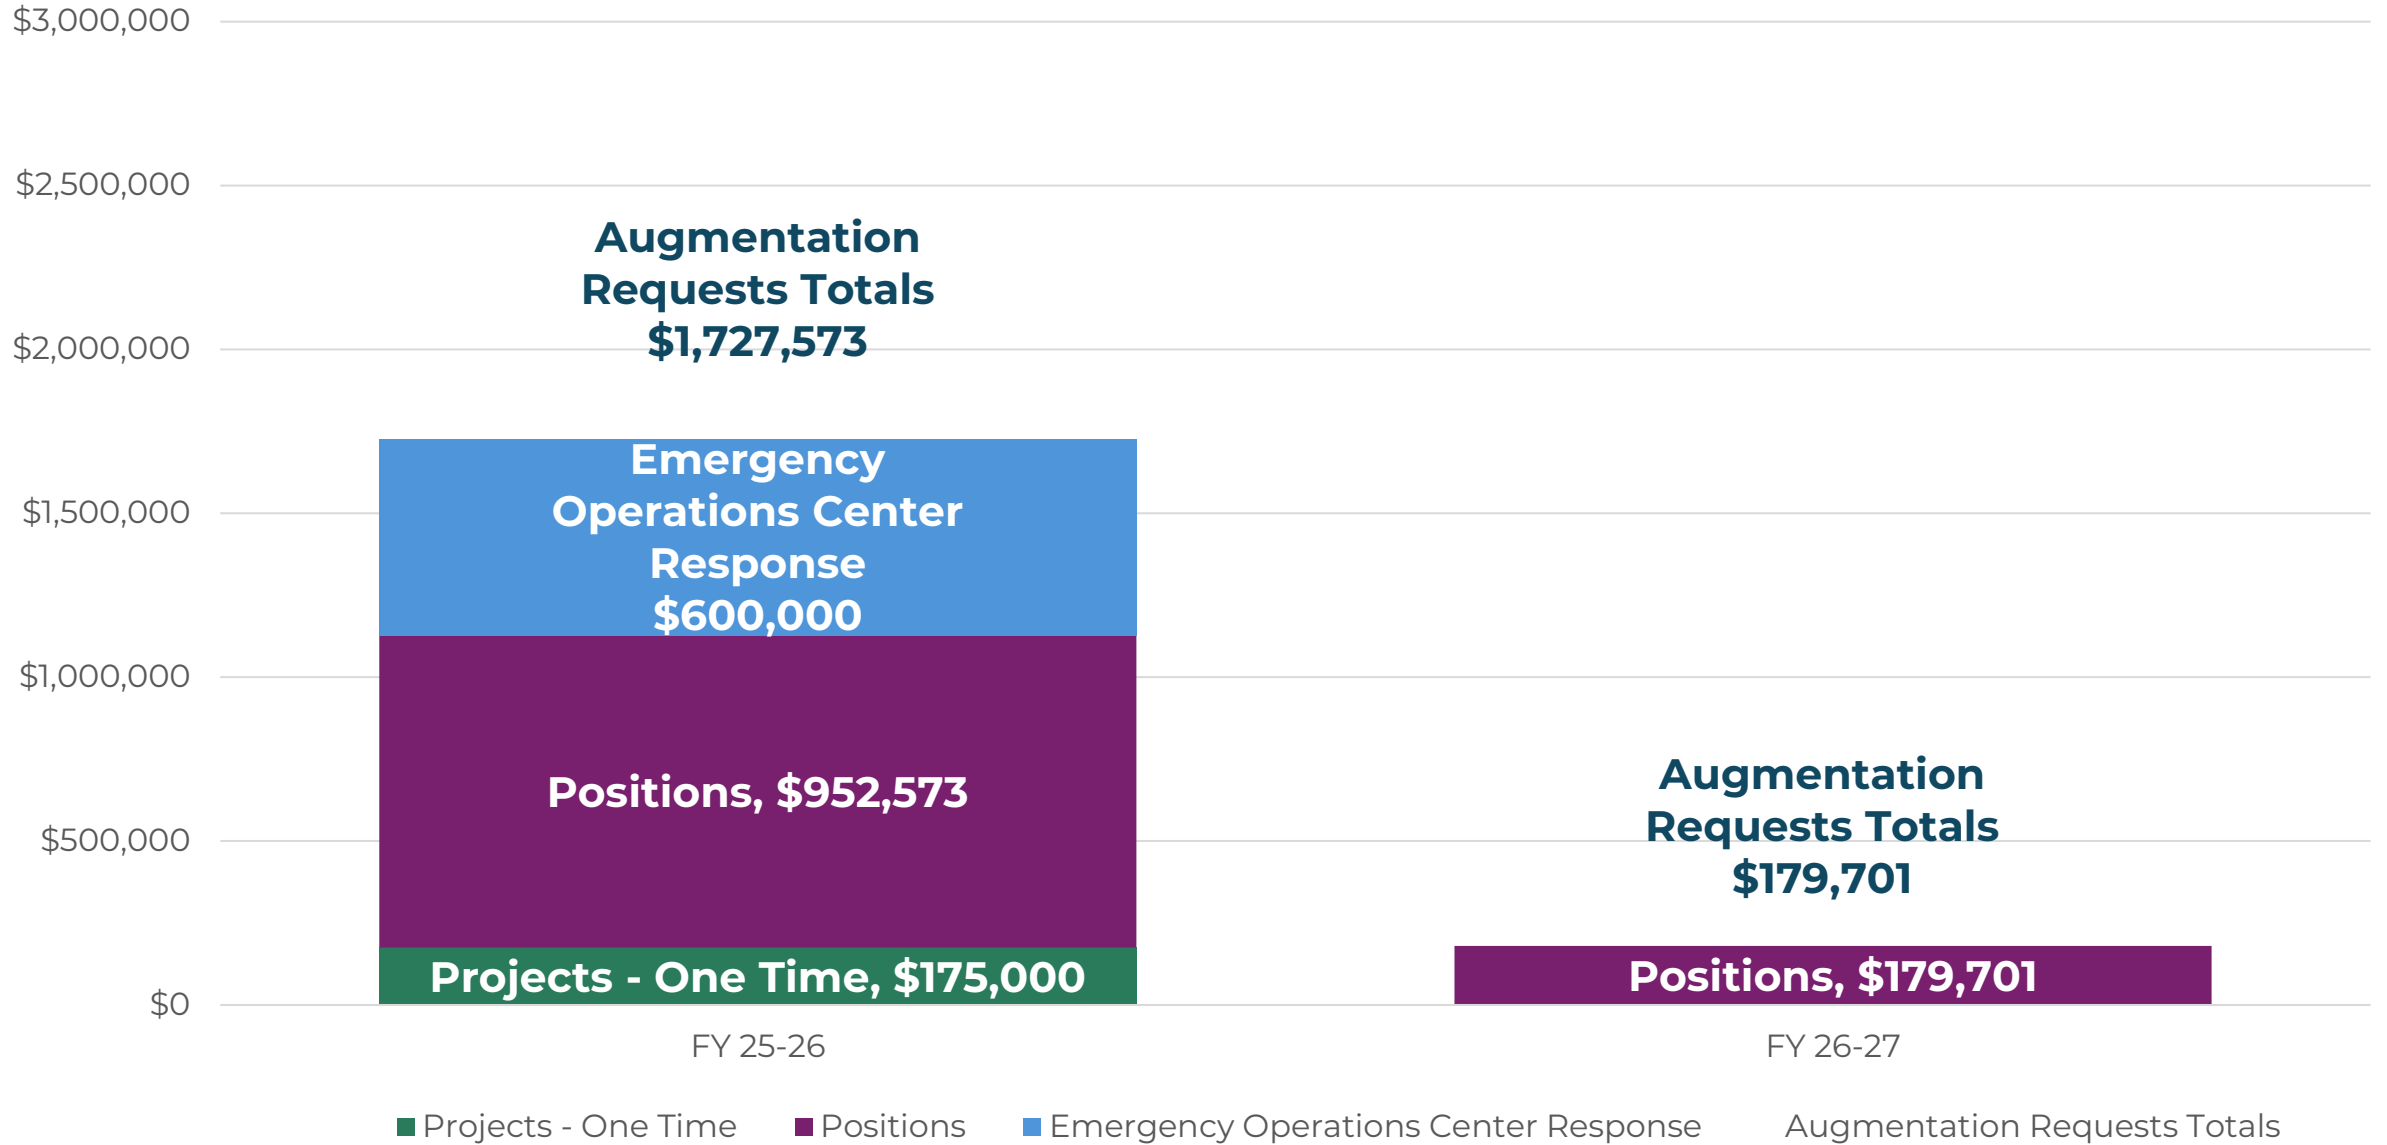 $3,000,000
$2,500,000
$2,000,000
$1,500,000
$1,000,000
$500,000
$0
Augmentation
Requests Totals
$1,727,573
Emergency
Operations Center
Response
$600,000
Positions, $952,573
Projects - One Time, $175,000
Augmentation
Requests Totals
$179,701
Positions, $179,701
FY 25-26
FY 26-27
Projects - One Time
Positions
Emergency Operations Center Response
Augmentation Requests Totals